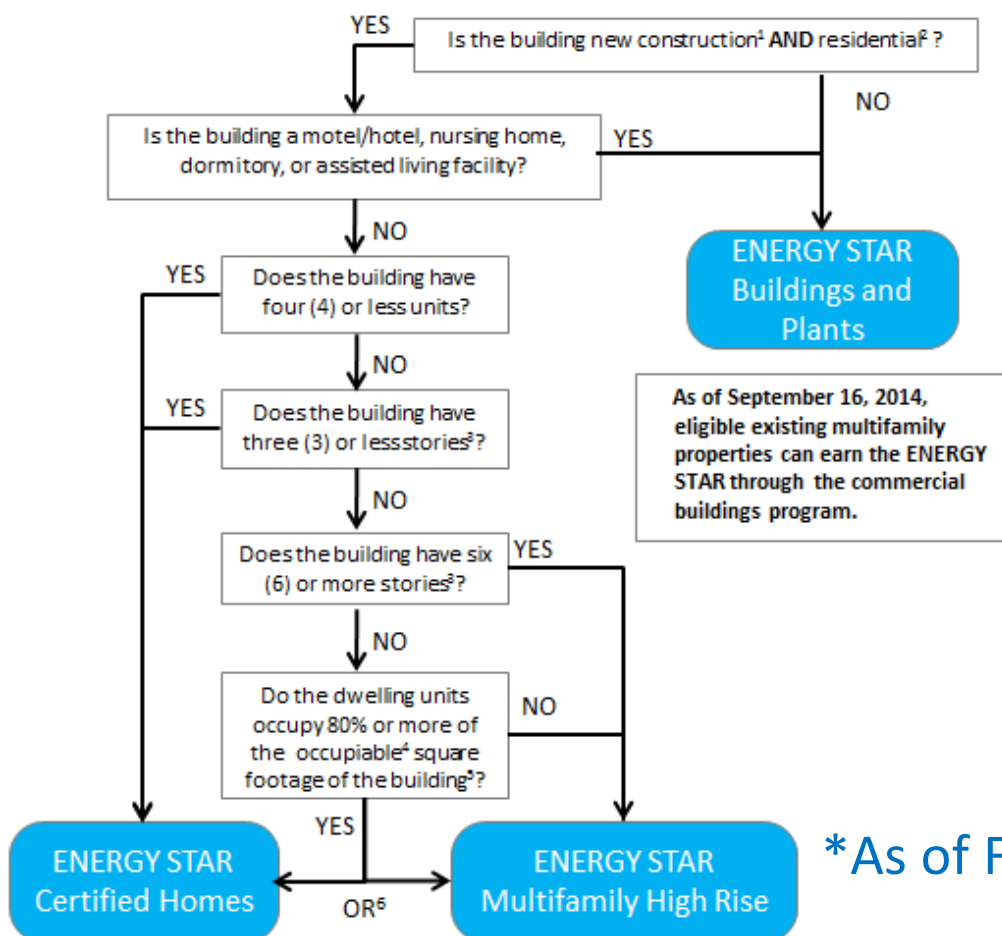 YES
Is the building new construction¹ AND residential² ?
NO
Is the building a motel/hotel, nursing home,
dormitory, or assisted living facility?
YES
NO
ENERGY STAR
Buildings and
Plants
YES
Does the building have
four (4) or less units?
NO
As of September 16, 2014,
eligible existing multifamily
properties can earn the ENERGY
STAR through the commercial
buildings program.
YES
Does the building have
three (3) or less stories³?
NO
Does the building have six
(6) or more stories³?
YES
NO
Do the dwelling units
occupy 80% or more of
the occupiable⁴ square
footage of the building⁵?
NO
YES
ENERGY STAR
Certified Homes
OR⁶
ENERGY STAR
Multifamily High Rise
*As of